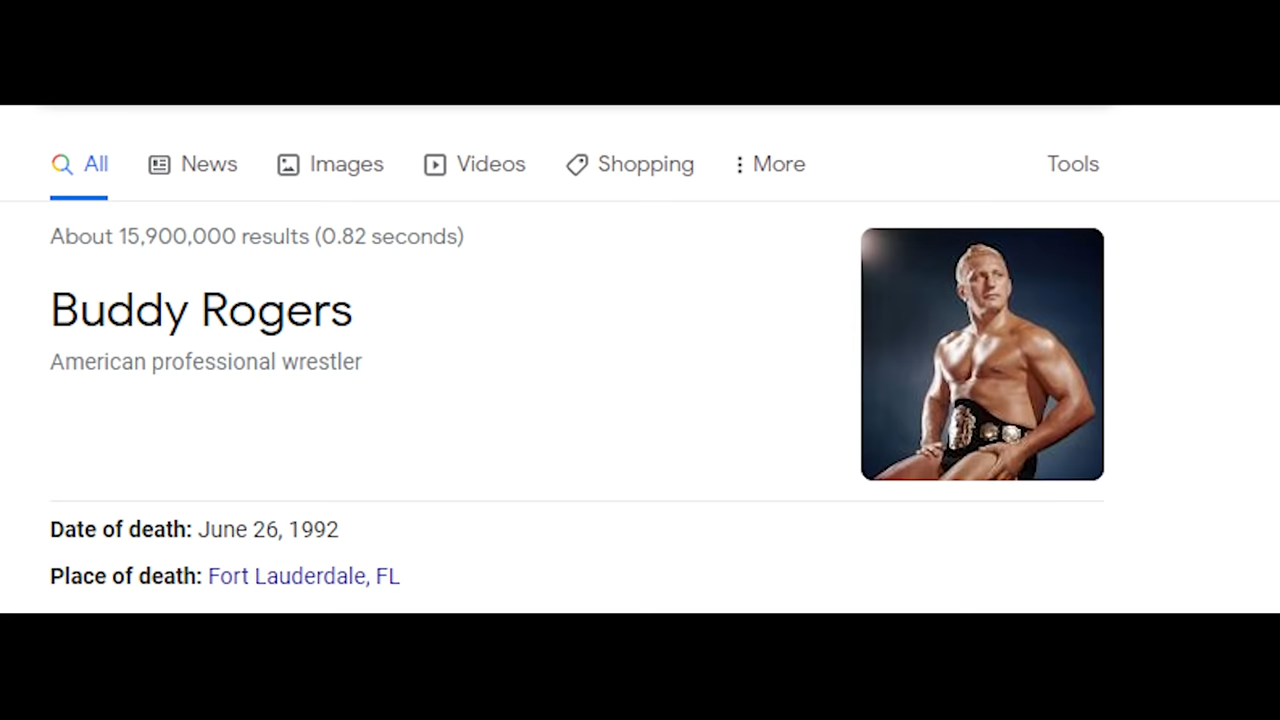 All News Images Videos Shopping More Tools
About 15,900,000 results (0.82 seconds)
Buddy Rogers
American professional wrestler
Date of death: June 26, 1992
Place of death: Fort Lauderdale, FL